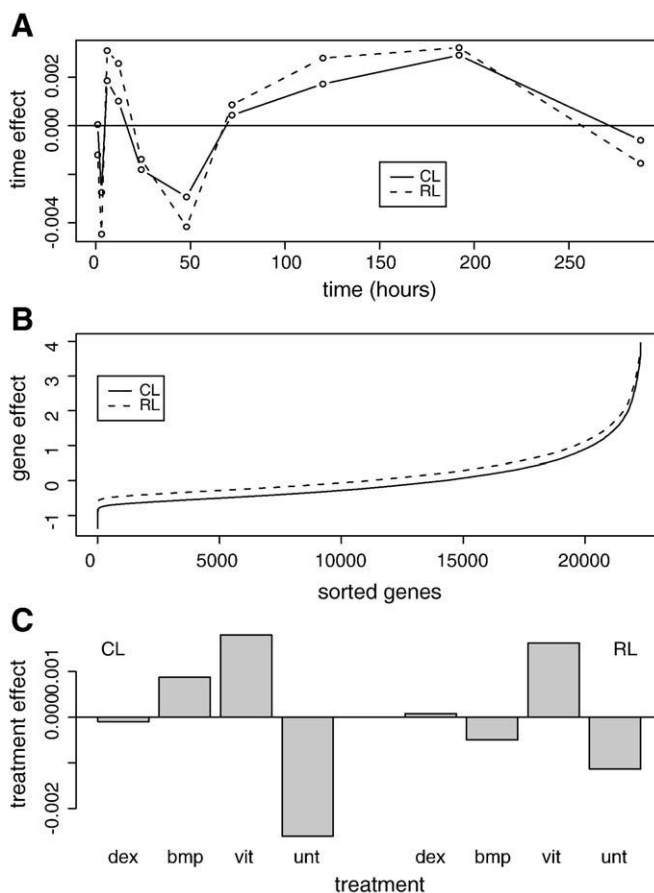 A
time effect
0.002
0.000
-0.004
CL
RL
0 50 100 150 200 250
time (hours)
B
gene effect
4
3
2
1
0
-1
CL
RL
0 5000 10000 15000 20000
sorted genes
C
treatment effect
0.001
0.000
-0.002
CL RL
dex bmp vit unt dex bmp vit unt
treatment